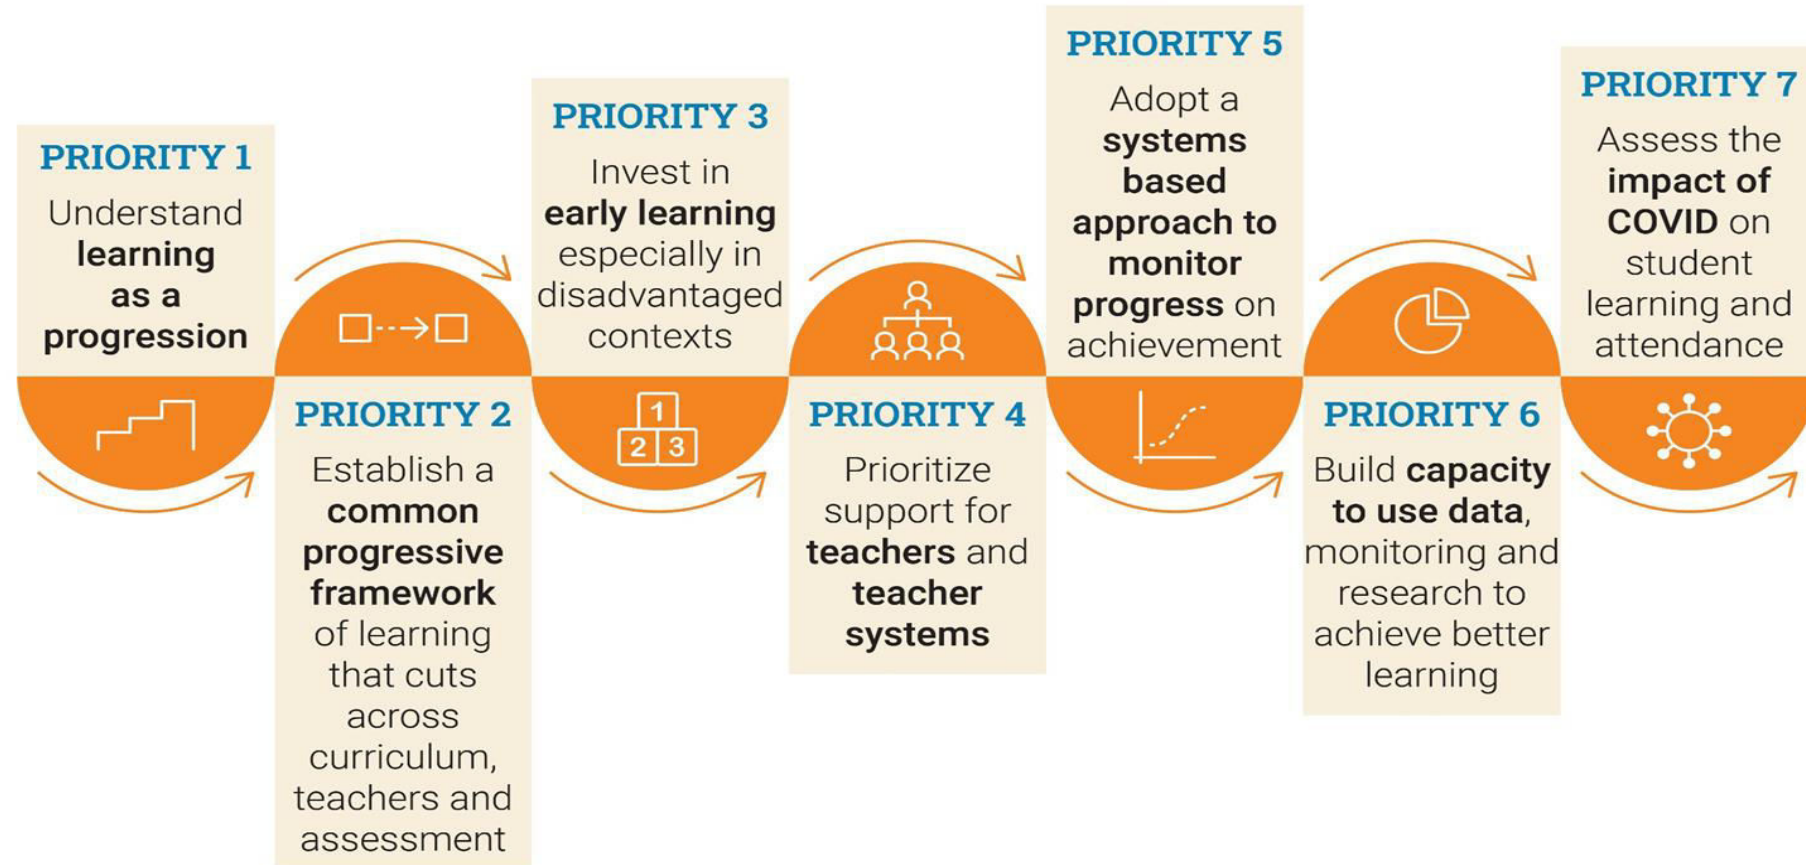 PRIORITY 1
Understand
learning
as a
progression
PRIORITY 2
Establish a
common
progressive
framework
of learning
that cuts
across
curriculum,
teachers and
assessment
PRIORITY 3
Invest in
early learning
especially in
disadvantaged
contexts
1
2 3
PRIORITY 4
Prioritize
support for
teachers and
teacher
systems
PRIORITY 5
Adopt a
systems
based
approach to
monitor
progress on
achievement
PRIORITY 6
Build capacity
to use data,
monitoring and
research to
achieve better
learning
PRIORITY 7
Assess the
impact of
COVID on
student
learning and
attendance